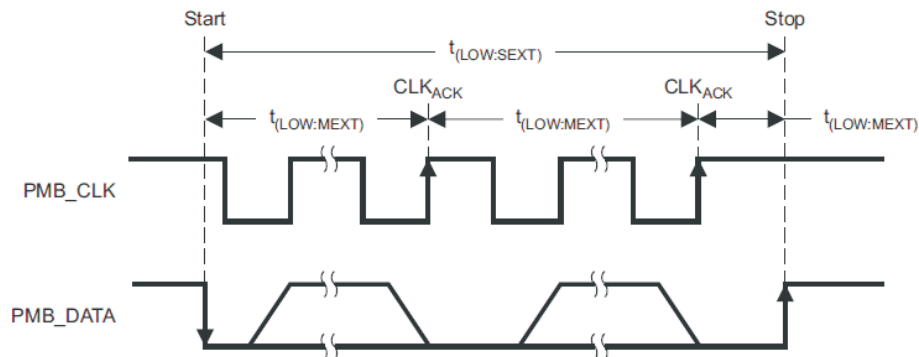 Start Stop
t(LOW:SEXT)
CLKACK CLKACK
t(LOW:MEXT) t(LOW:MEXT) t(LOW:MEXT)
PMB_CLK
PMB_DATA